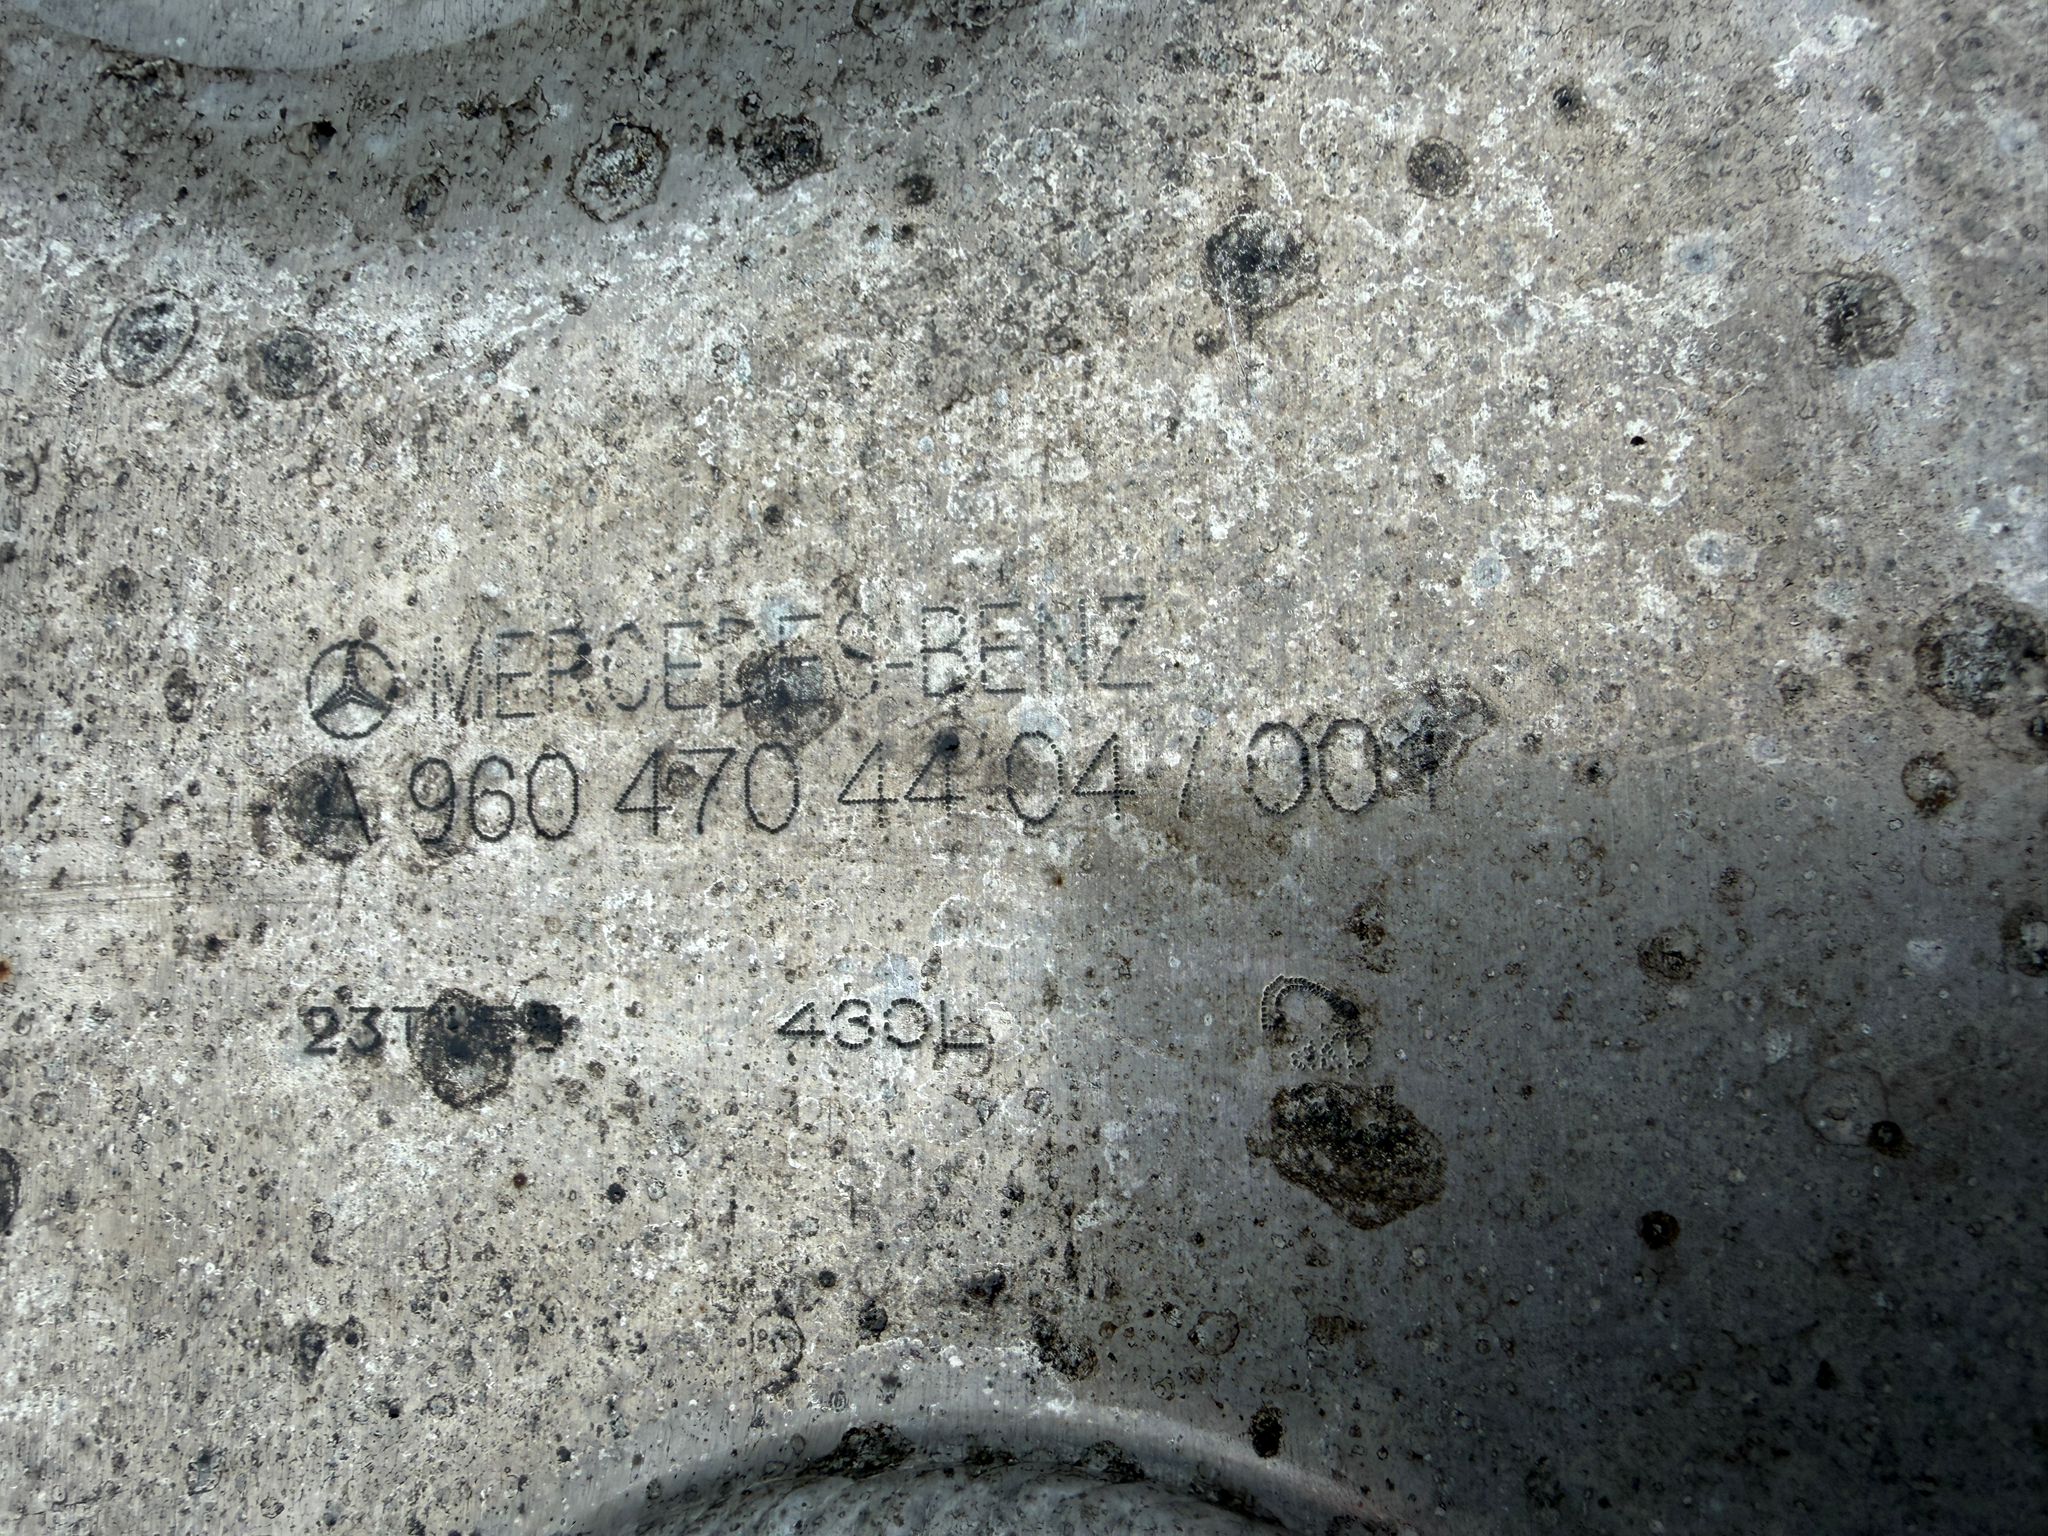 MERCEDES-BENZ
A 960 470 44 04 / 001
430L